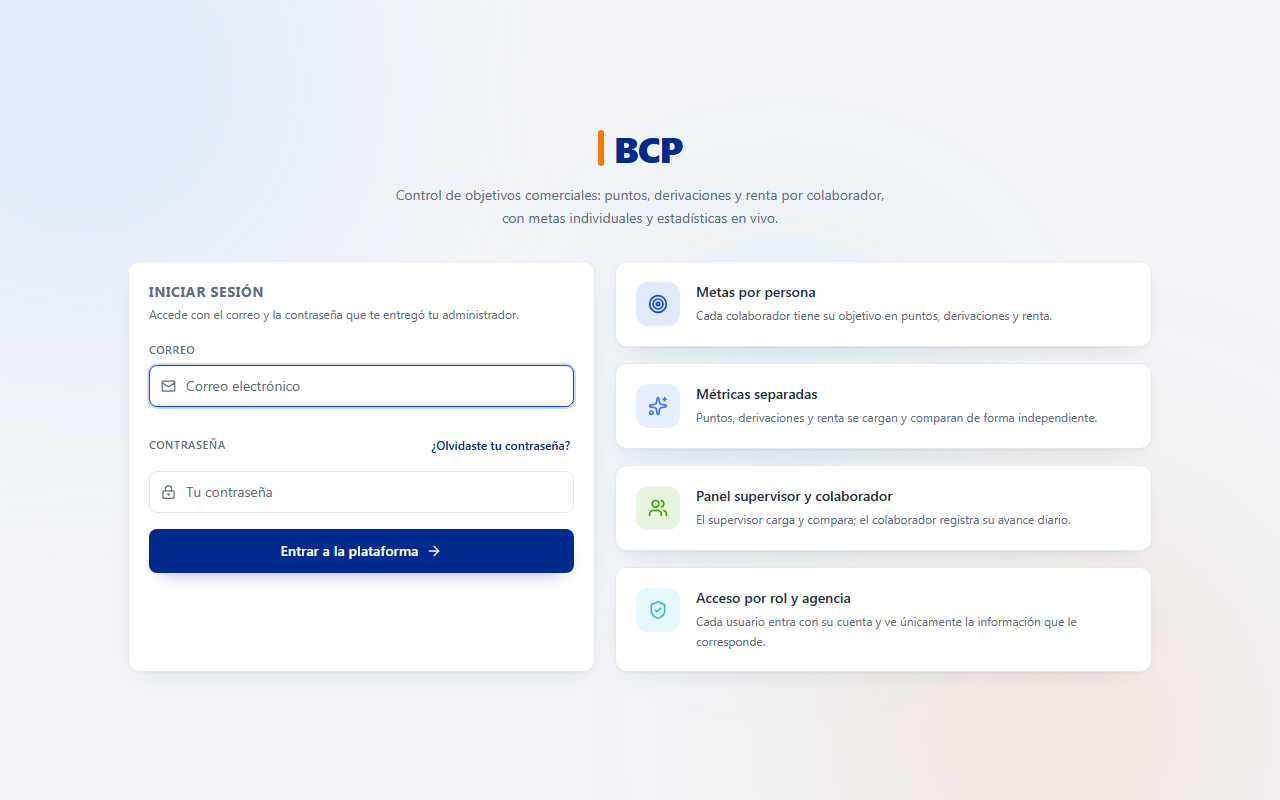 BCP
Control de objetivos comerciales: puntos, derivaciones y renta por colaborador,
con metas individuales y estadísticas en vivo.
INICIAR SESIÓN
Accede con el correo y la contraseña que te entregó tu administrador.
CORREO
Correo electrónico
CONTRASEÑA
¿Olvidaste tu contraseña?
Tu contraseña
Entrar a la plataforma
Metas por persona
Cada colaborador tiene su objetivo en puntos, derivaciones y renta.
Métricas separadas
Puntos, derivaciones y renta se cargan y comparan de forma independiente.
Panel supervisor y colaborador
El supervisor carga y compara; el colaborador registra su avance diario.
Acceso por rol y agencia
Cada usuario entra con su cuenta y ve únicamente la información que le
corresponde.